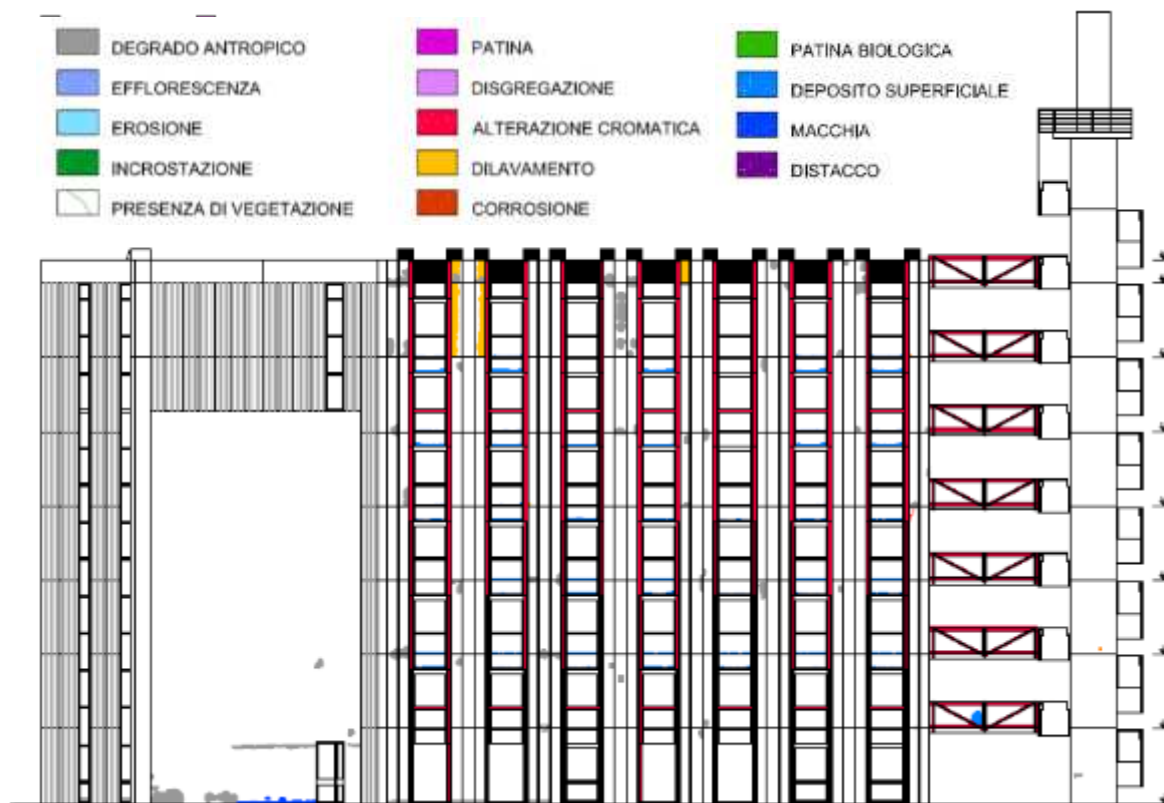 DEGRADO ANTROPICO
EFFLORESCENZA
EROSIONE
INCROSTAZIONE
PRESENZA DI VEGETAZIONE
PATINA
DISGREGAZIONE
ALTERAZIONE CROMATICA
DILAVAMENTO
CORROSIONE
PATINA BIOLOGICA
DEPOSITO SUPERFICIALE
MACCHIA
DISTACCO